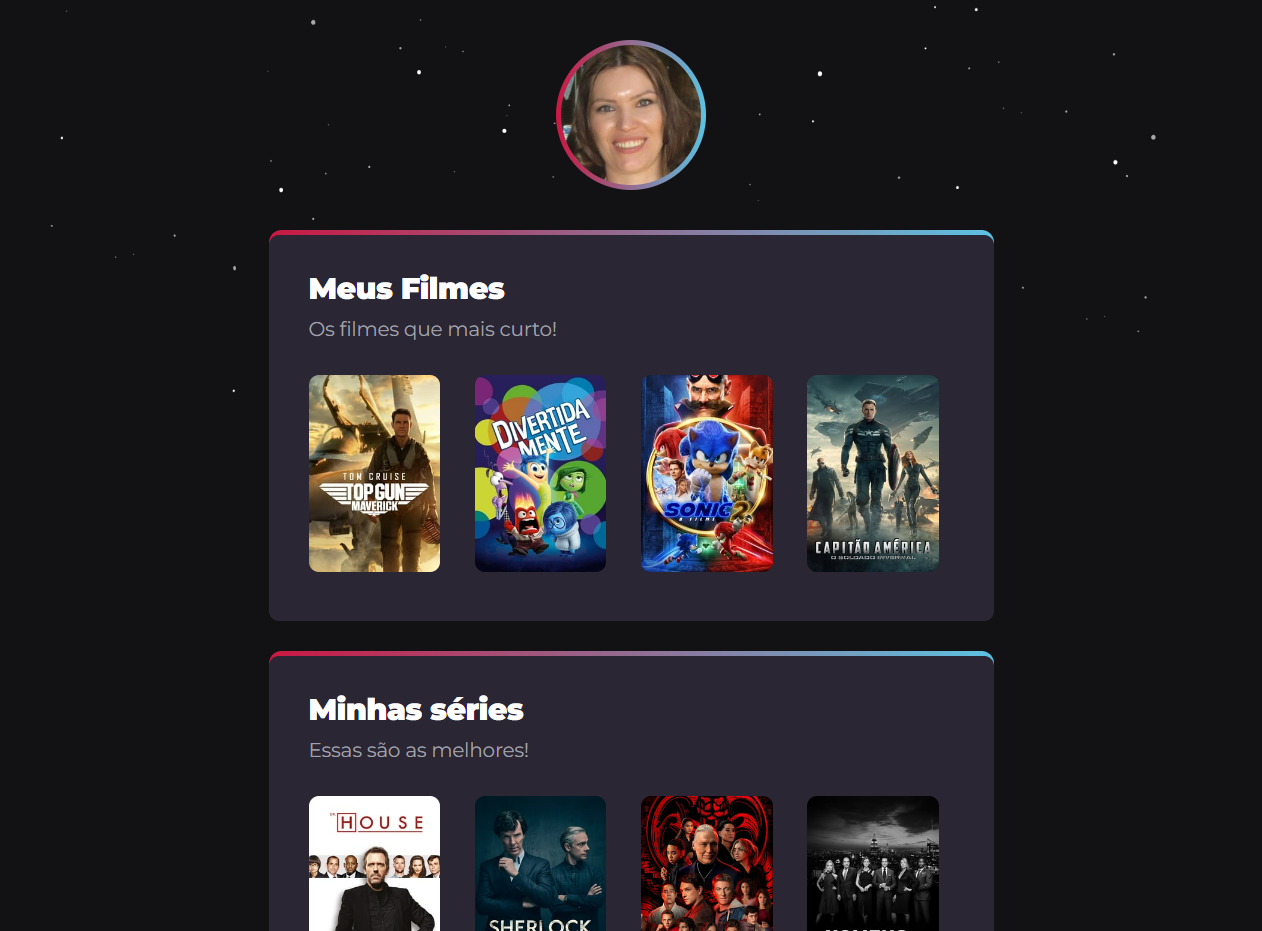 Meus Filmes
Os filmes que mais curto!
TOM CRUISE
TOP GUN
MAVERICK
DIVERTIDA
MENTE
SONIC 2
O FILME
CAPITÃO AMÉRICA
O SOLDADO INVERNAL
Minhas séries
Essas são as melhores!
HOUSE
SHERLOCK